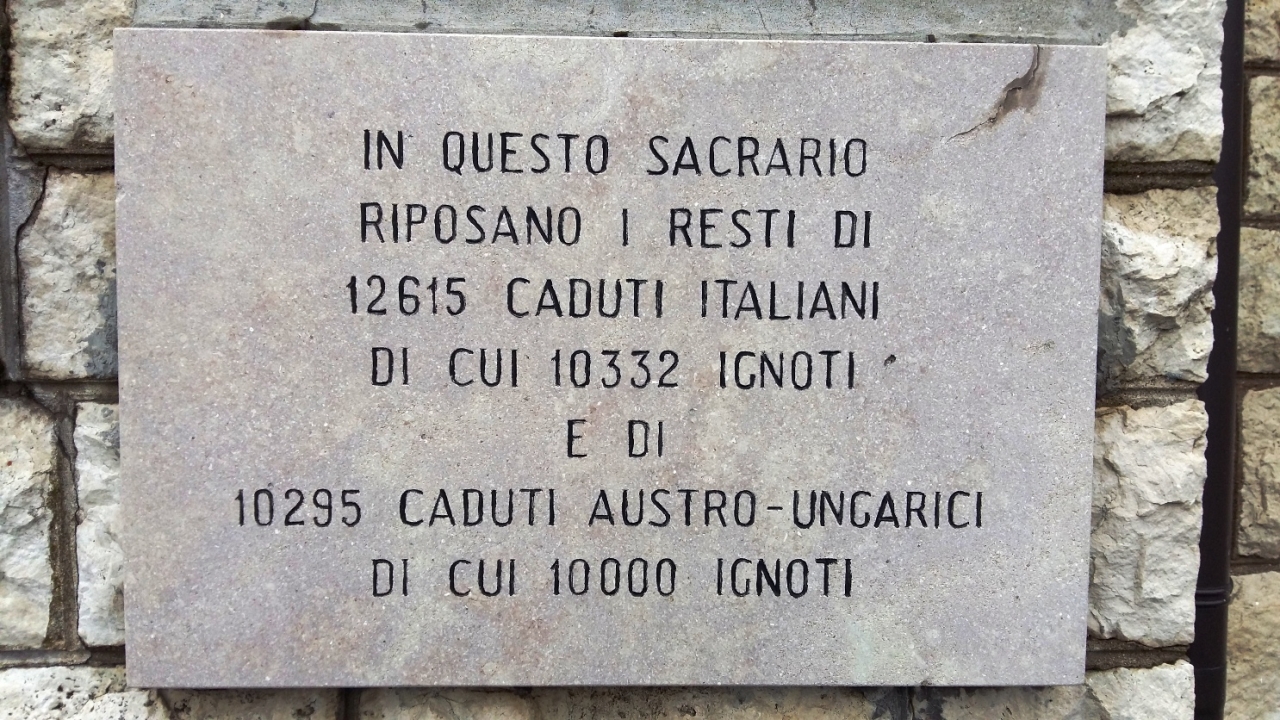 IN QUESTO SACRARIO
RIPOSANO I RESTI DI
12615 CADUTI ITALIANI
DI CUI 10332 IGNOTI
E DI
10295 CADUTI AUSTRO-UNGARICI
DI CUI 10000 IGNOTI